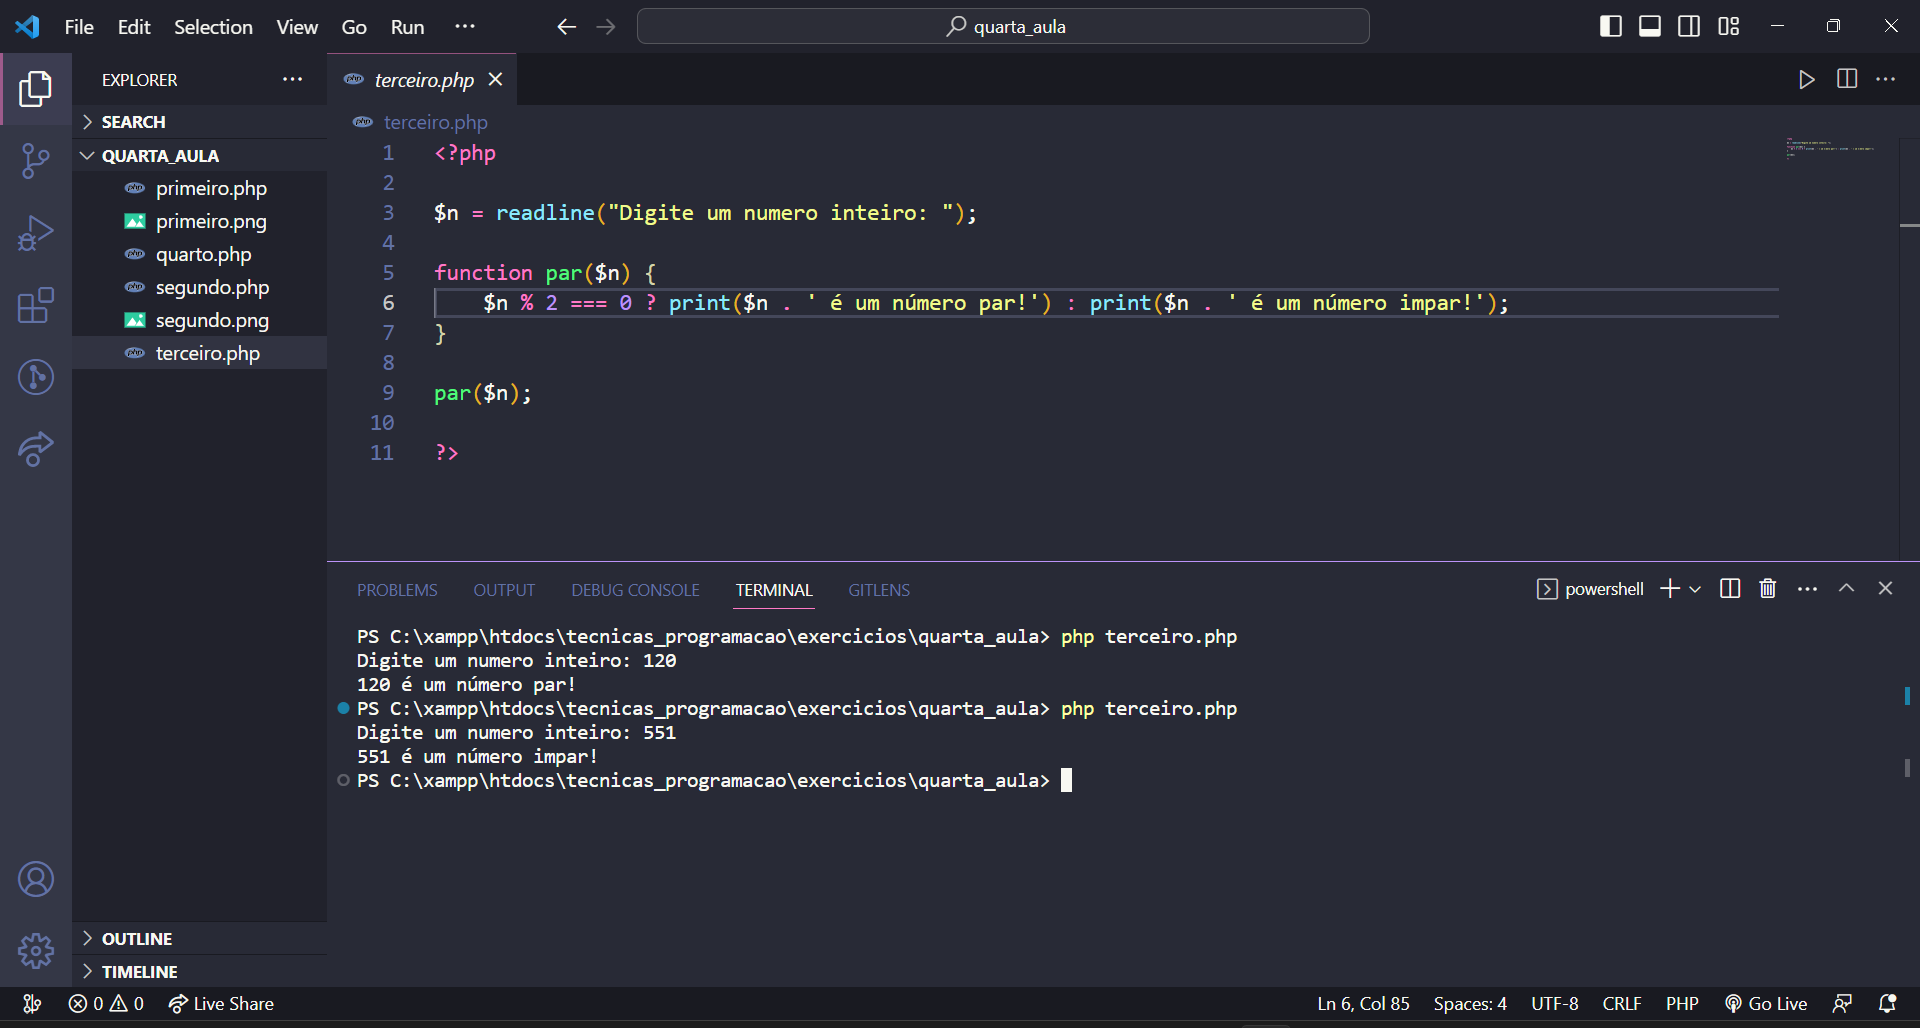 File Edit Selection View Go Run ···
quarta_aula
EXPLORER
SEARCH
QUARTA_AULA
primeiro.php
primeiro.png
quarto.php
segundo.php
segundo.png
terceiro.php
OUTLINE
TIMELINE
terceiro.php
terceiro.php
1 <?php
2
3 $n = readline("Digite um numero inteiro: ");
4
5 function par($n) {
6     $n % 2 === 0 ? print($n . ' é um número par!') : print($n . ' é um número impar!');
7 }
8
9 par($n);
10
11 ?>
PROBLEMS OUTPUT DEBUG CONSOLE TERMINAL GITLENS
powershell
PS C:\xampp\htdocs\tecnicas_programacao\exercicios\quarta_aula> php terceiro.php
Digite um numero inteiro: 120
120 é um número par!
PS C:\xampp\htdocs\tecnicas_programacao\exercicios\quarta_aula> php terceiro.php
Digite um numero inteiro: 551
551 é um número impar!
PS C:\xampp\htdocs\tecnicas_programacao\exercicios\quarta_aula>
0 0 Live Share Ln 6, Col 85 Spaces: 4 UTF-8 CRLF PHP Go Live